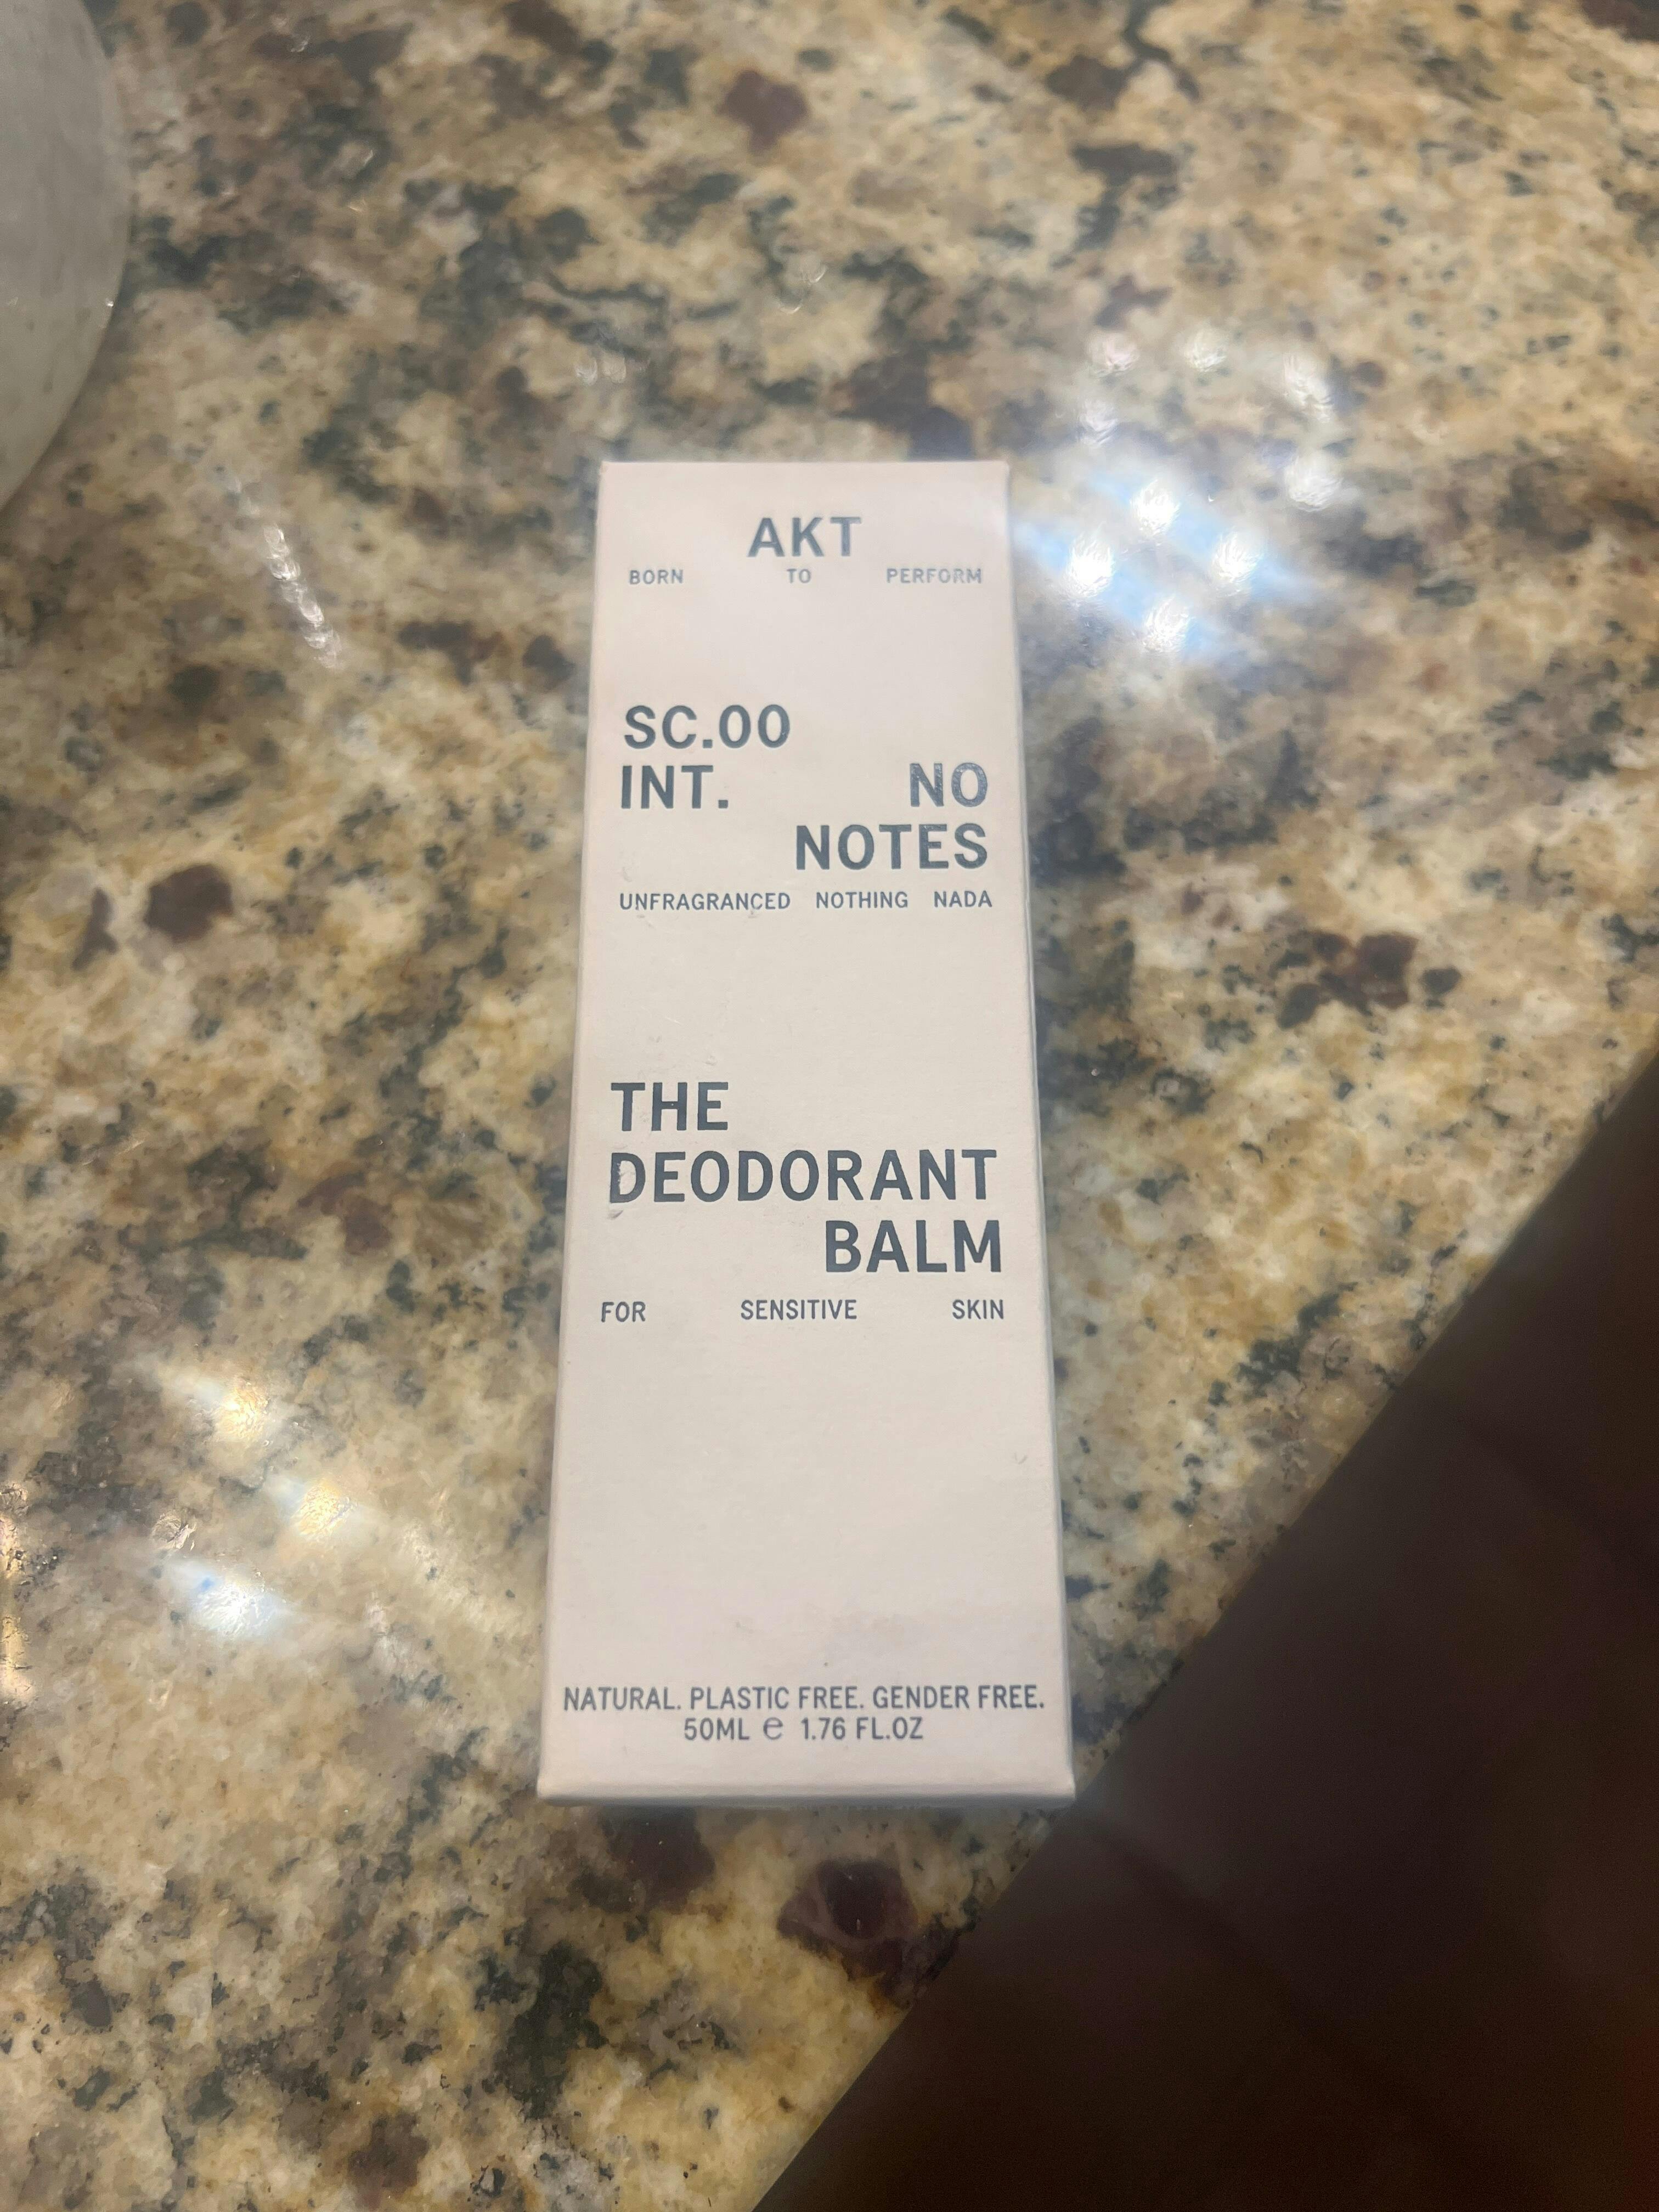 AKT
BORN TO PERFORM
SC.00
INT. NO
NOTES
UNFRAGRANCED NOTHING NADA
THE
DEODORANT
BALM
FOR SENSITIVE SKIN
NATURAL. PLASTIC FREE. GENDER FREE.
50ML ℮ 1.76 FL.OZ